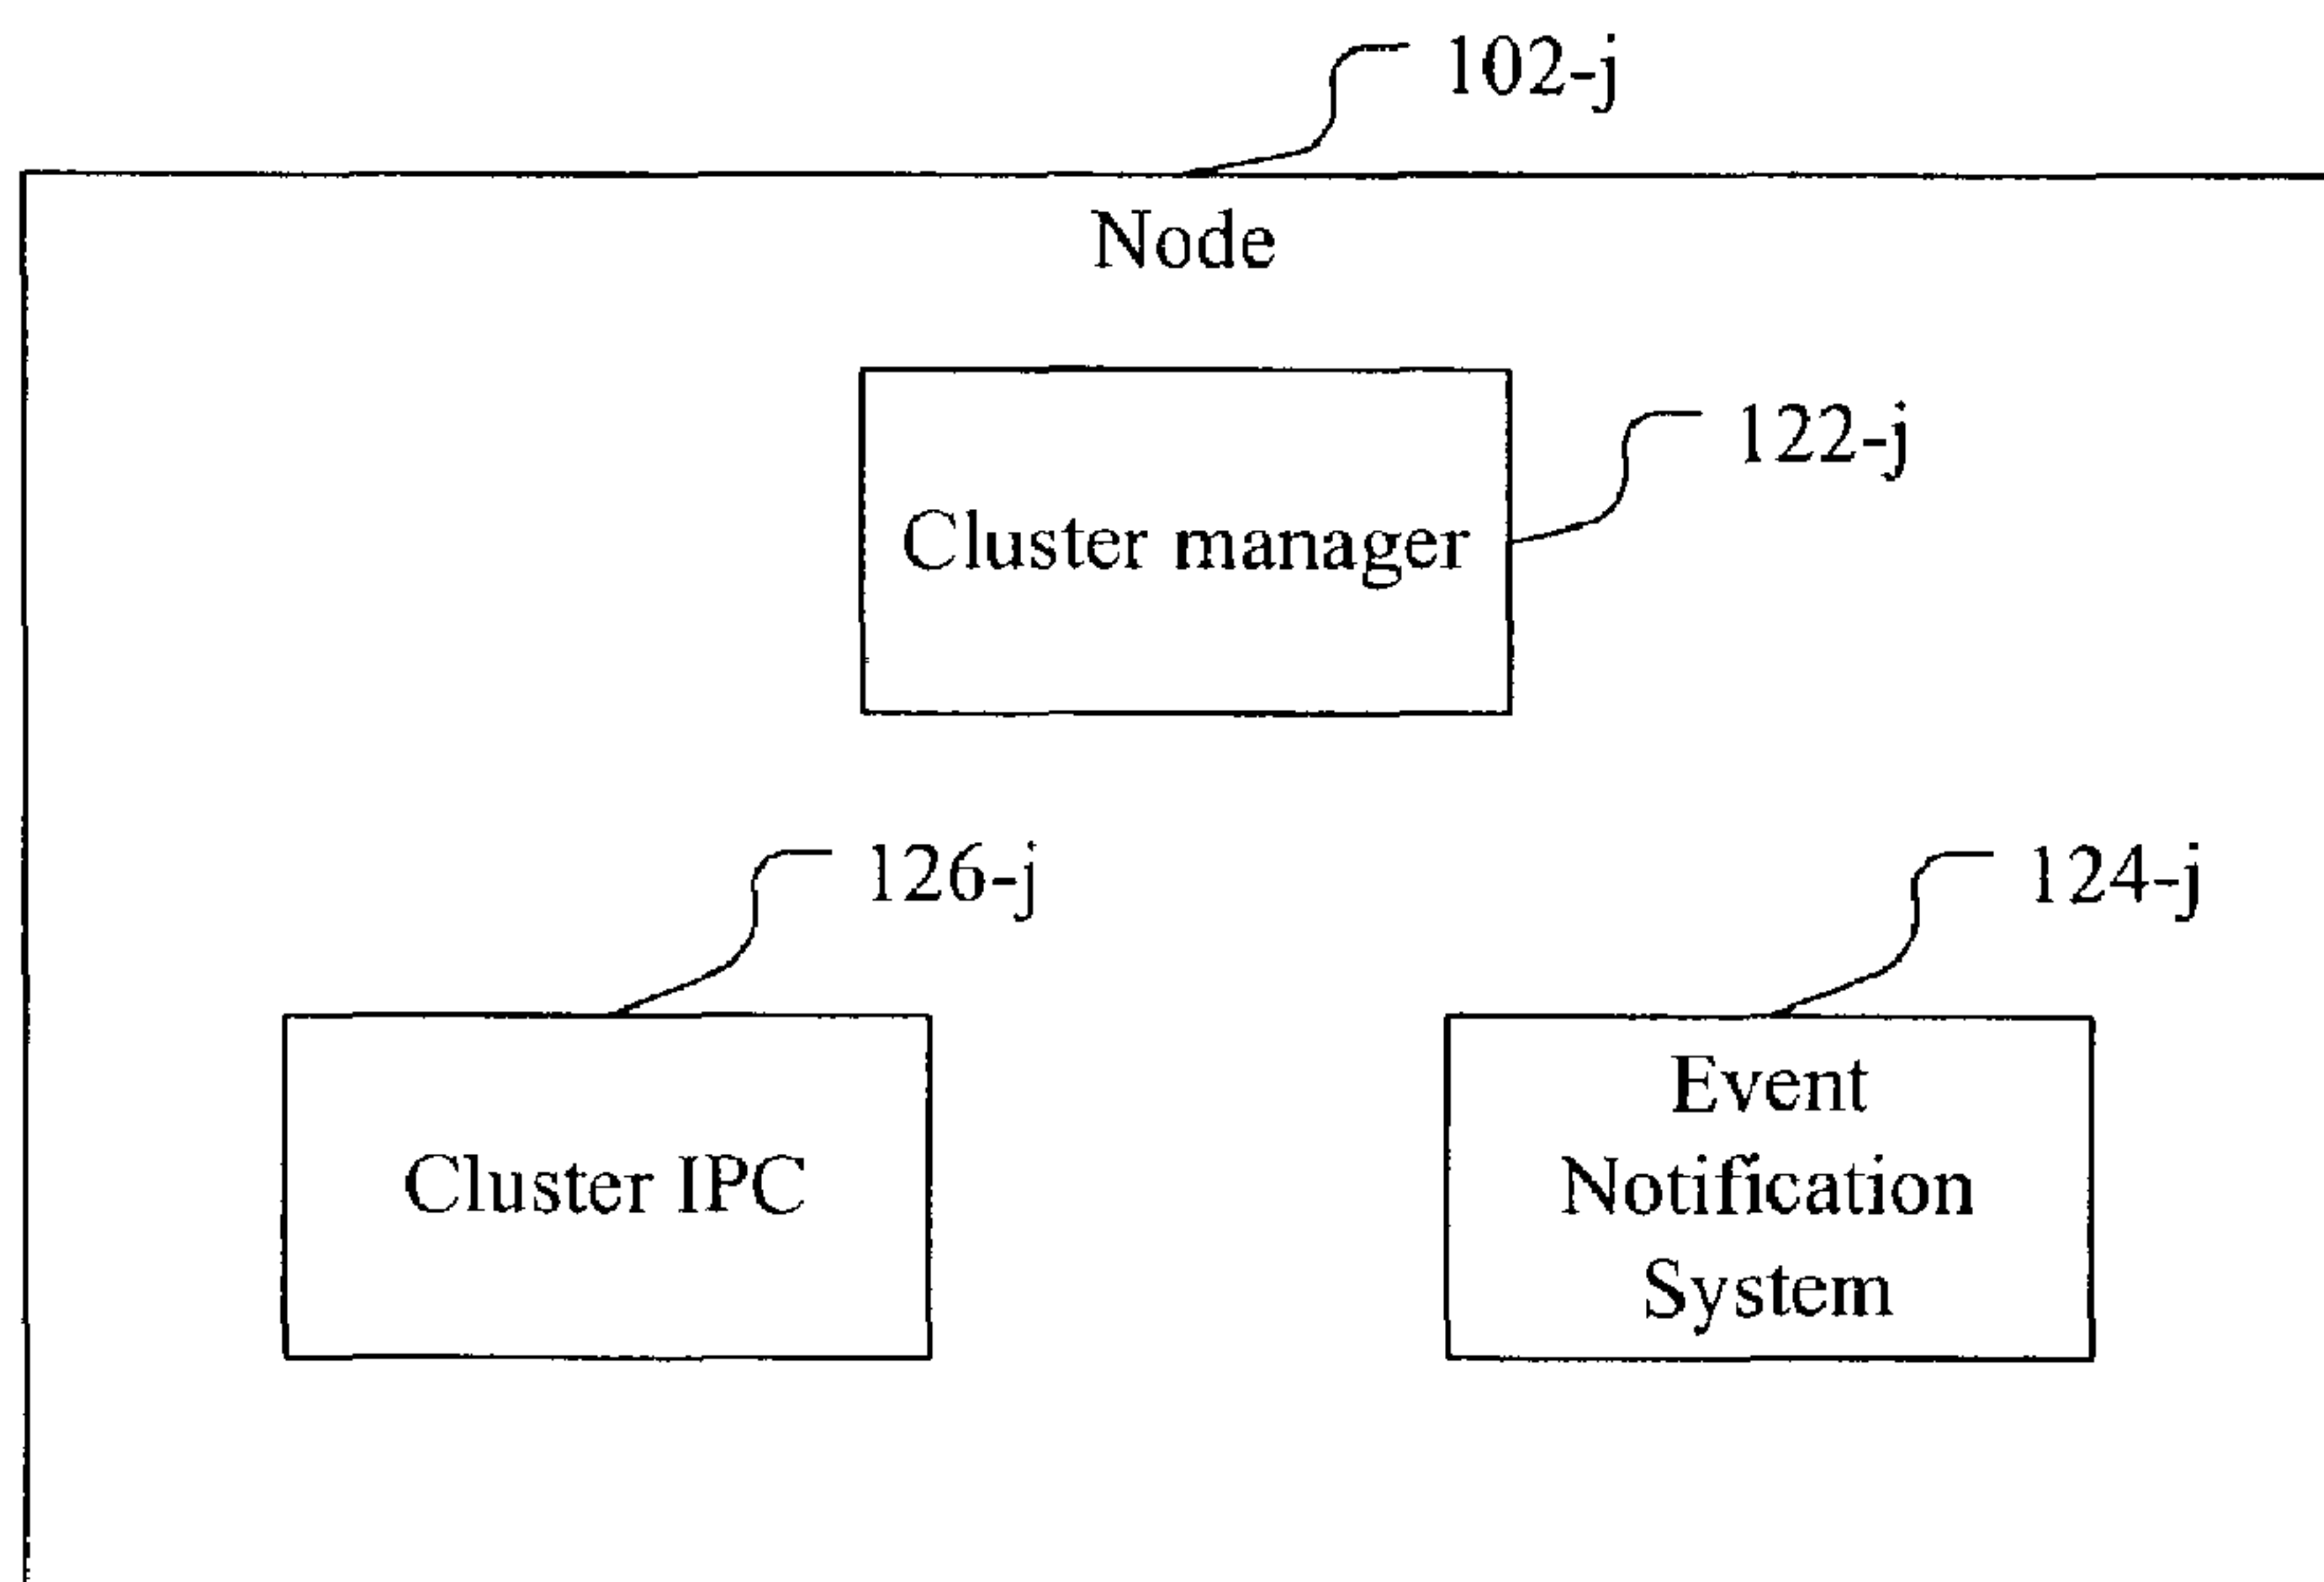 102-j
Node
122-j
Cluster manager
126-j
124-j
Cluster IPC
Event
Notification
System